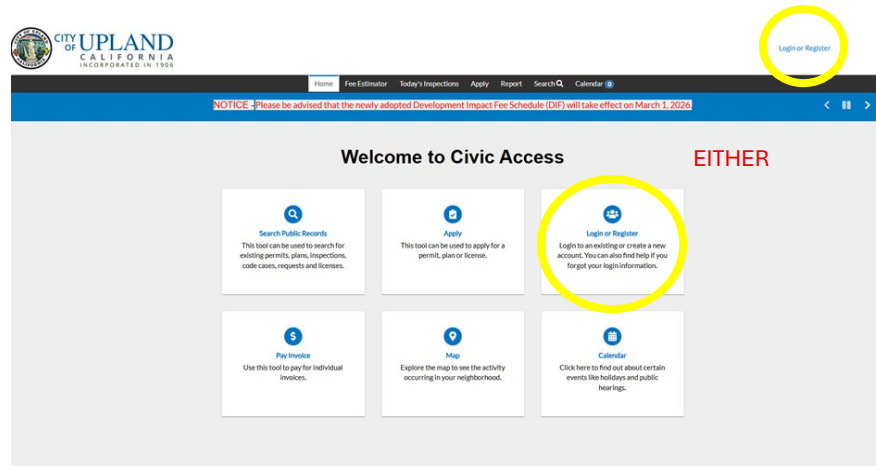 CITY
OF UPLAND
CALIFORNIA
INCORPORATED IN 1906
Login or Register
Home Fee Estimator Today's Inspections Apply Report Search Calendar 0
NOTICE -Please be advised that the newly adopted Development Impact Fee Schedule (DIF) will take effect on March 1, 2026.
Welcome to Civic Access
EITHER
Search Public Records
This tool can be used to search for
existing permits, plans, inspections,
code cases, requests and licenses.
Apply
This tool can be used to apply for a
permit, plan or license.
Login or Register
Login to an existing or create a new
account. You can also find help if you
forgot your login information.
Pay Invoice
Use this tool to pay for individual
invoices.
Map
Explore the map to see the activity
occurring in your neighborhood.
Calendar
Click here to find out about certain
events like holidays and public
hearings.